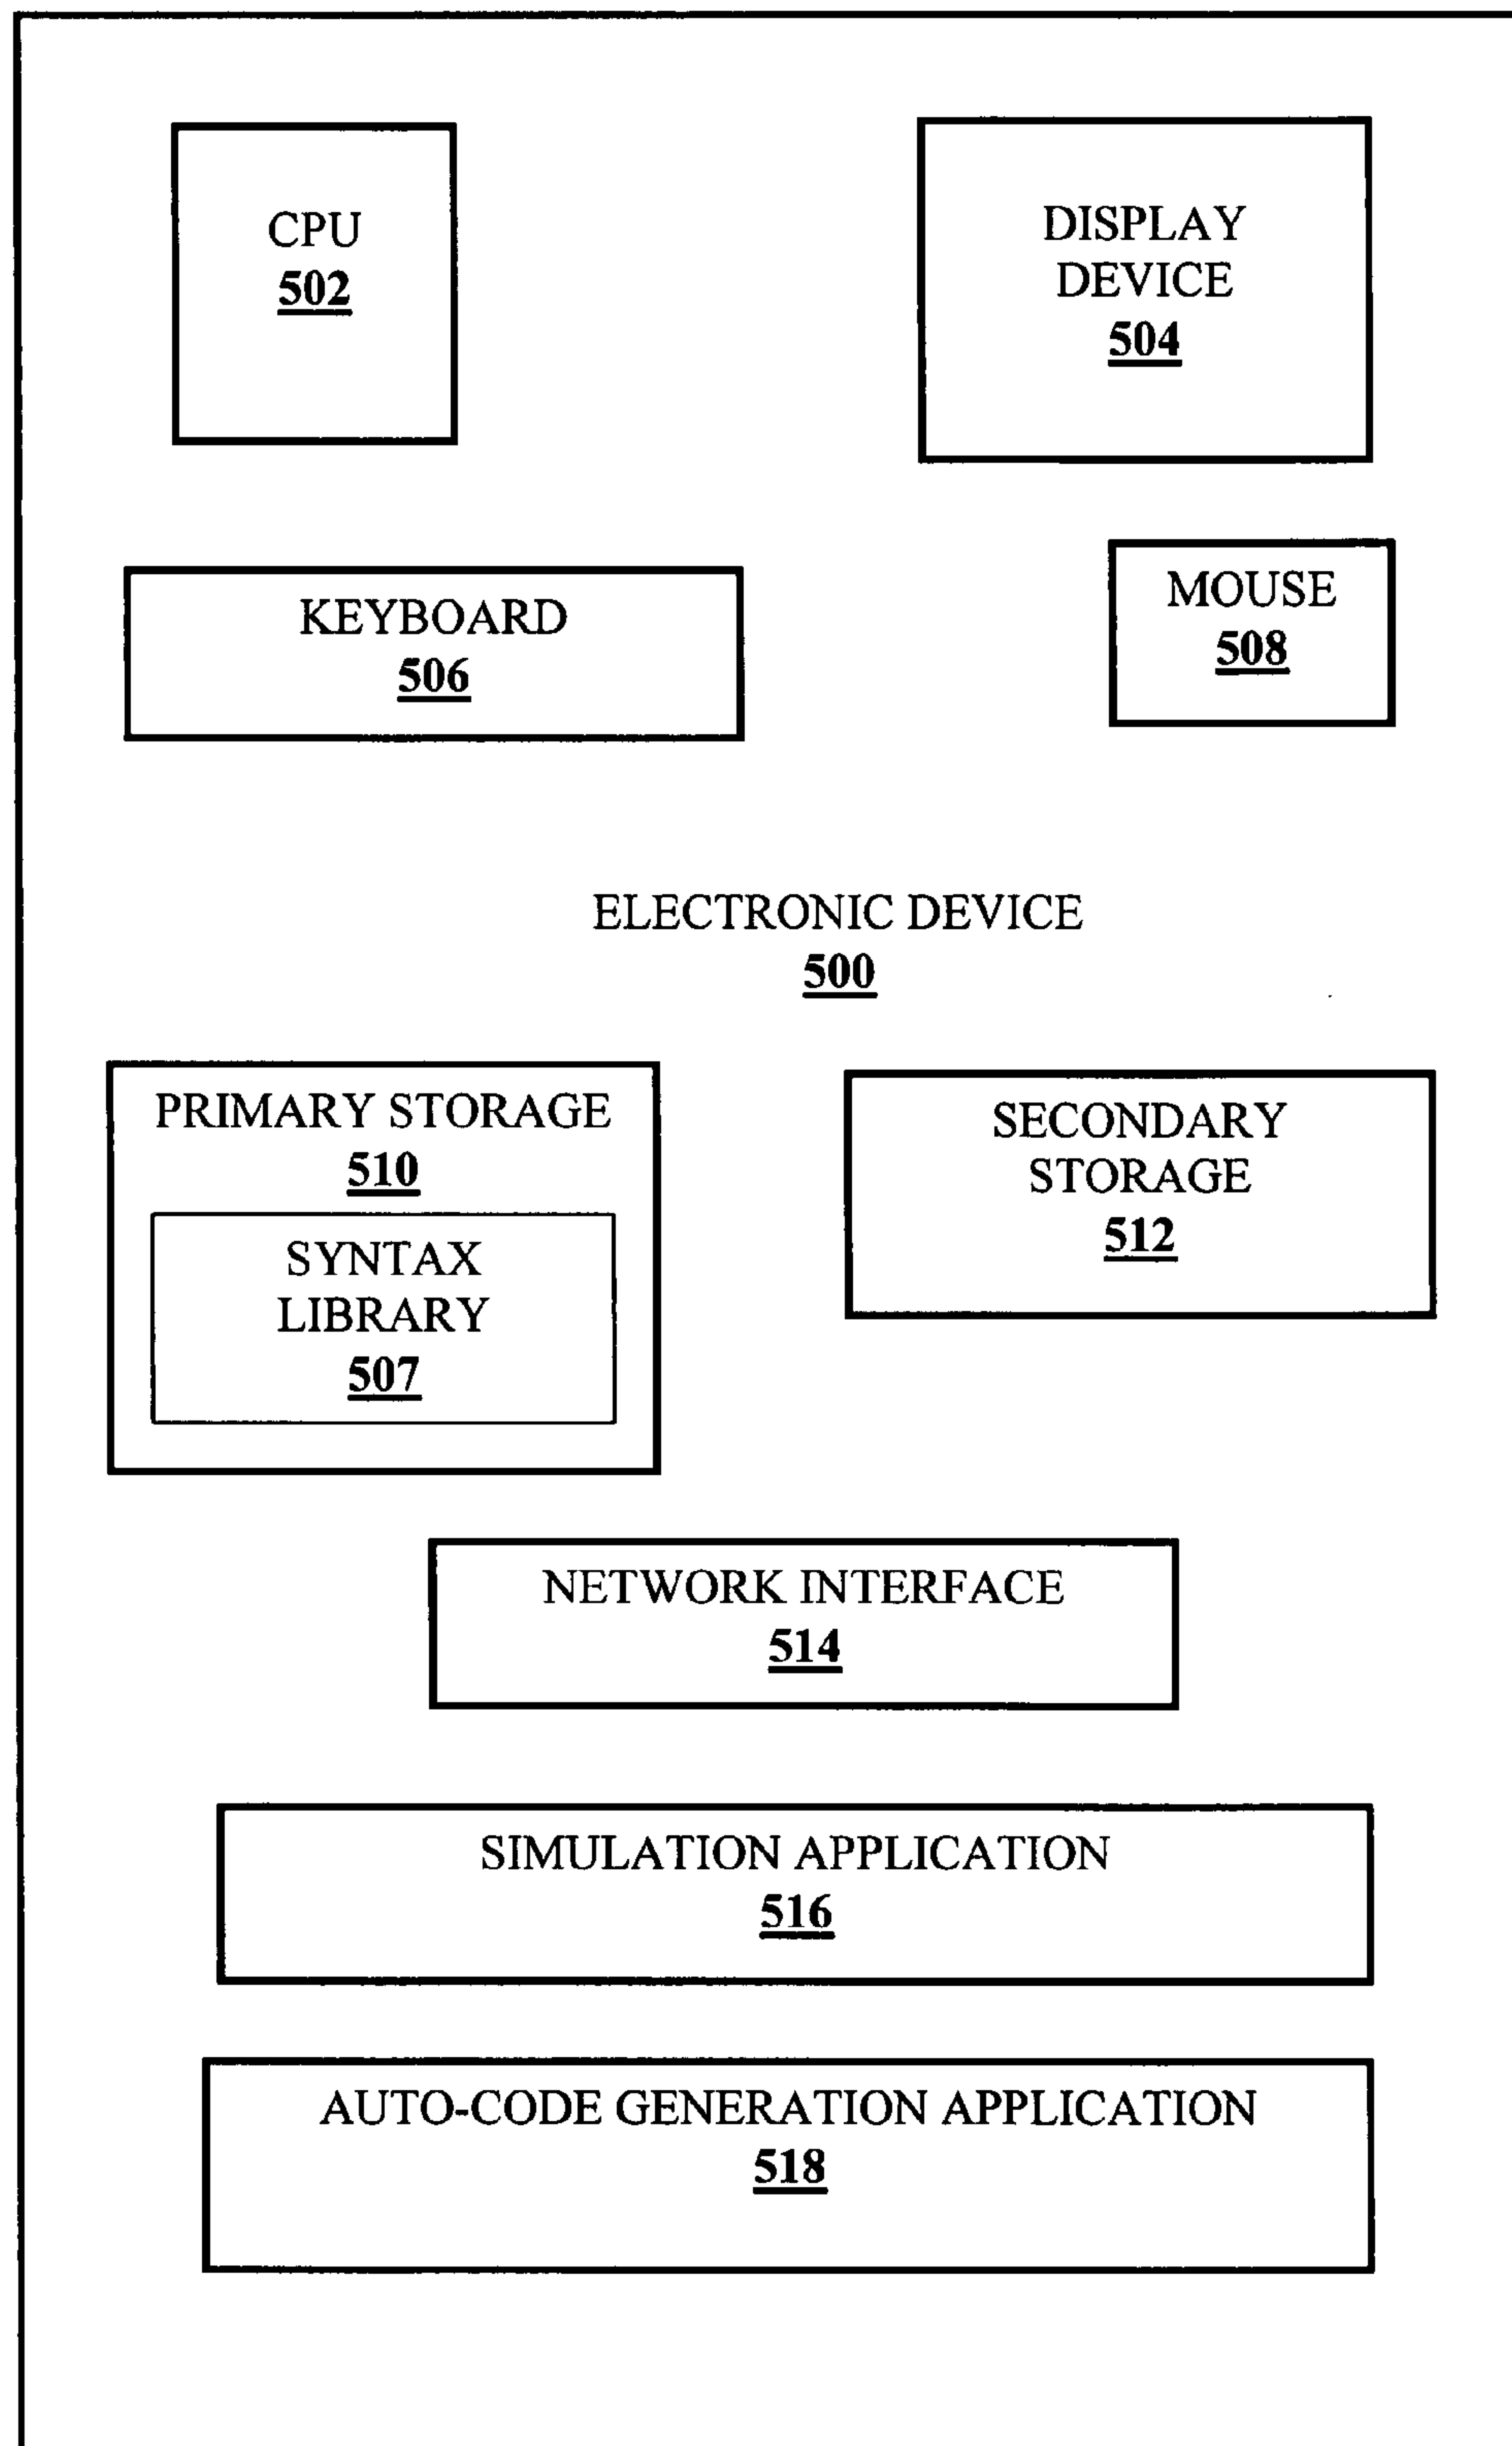 CPU
502
DISPLAY
DEVICE
504
KEYBOARD
506
MOUSE
508
ELECTRONIC DEVICE
500
PRIMARY STORAGE
510
SYNTAX
LIBRARY
507
SECONDARY
STORAGE
512
NETWORK INTERFACE
514
SIMULATION APPLICATION
516
AUTO-CODE GENERATION APPLICATION
518